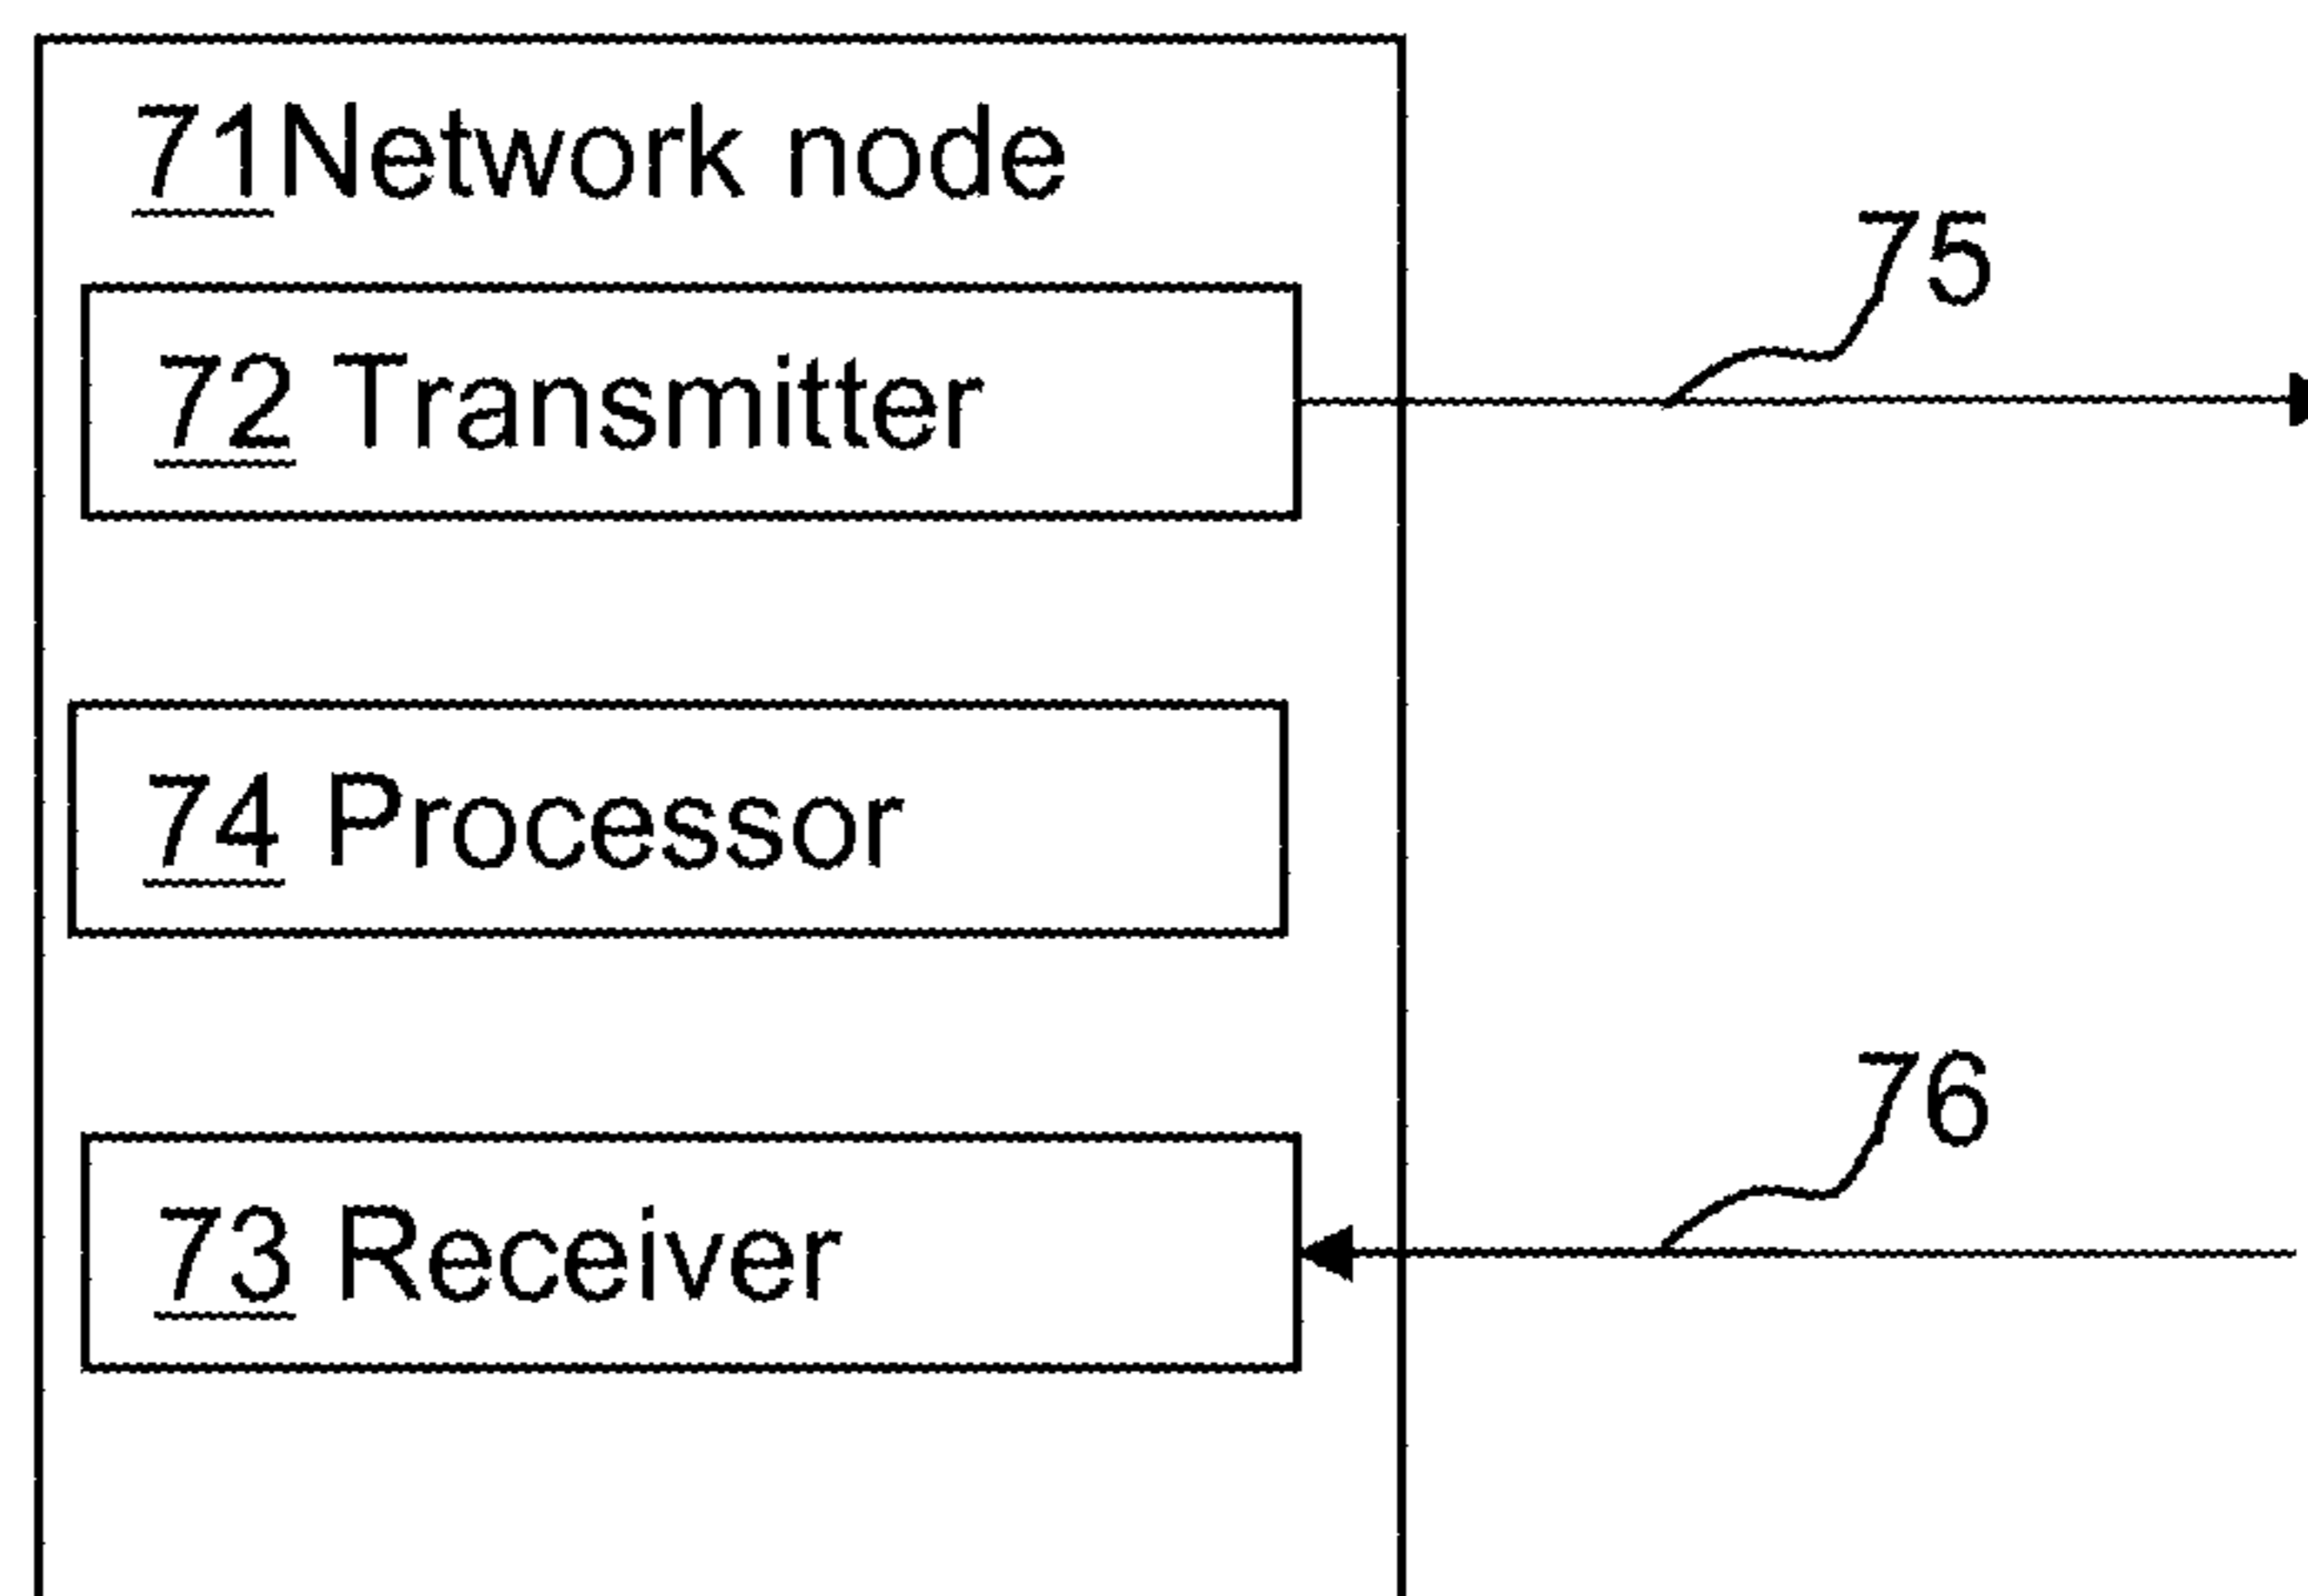 71Network node
75
72 Transmitter
74 Processor
76
73 Receiver